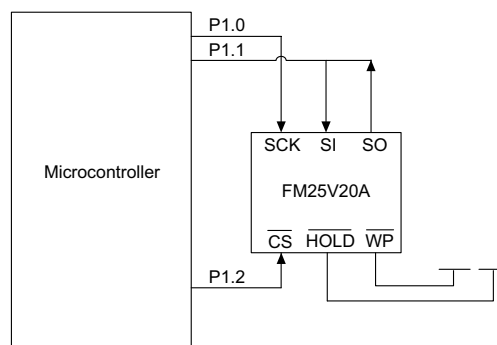 P1.0
P1.1
SCK SI SO
Microcontroller
FM25V20A
CS HOLD WP
P1.2